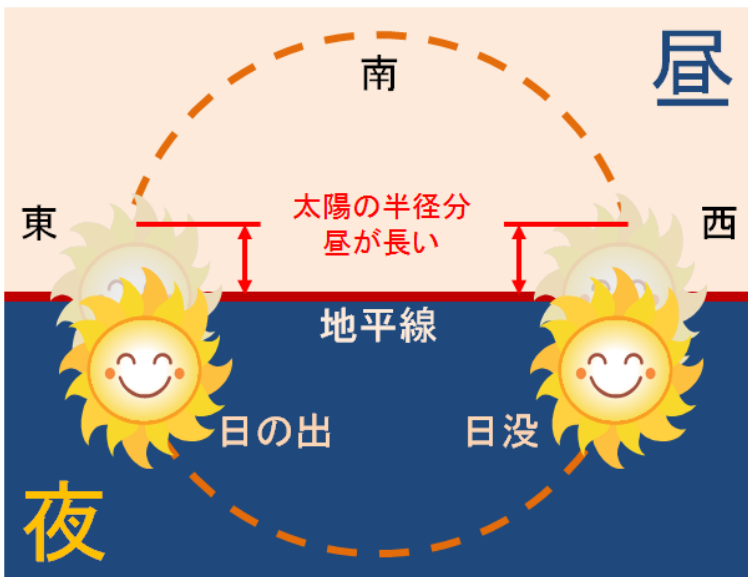 昼
南
東
太陽の半径分
昼が長い
西
地平線
日の出
日没
夜